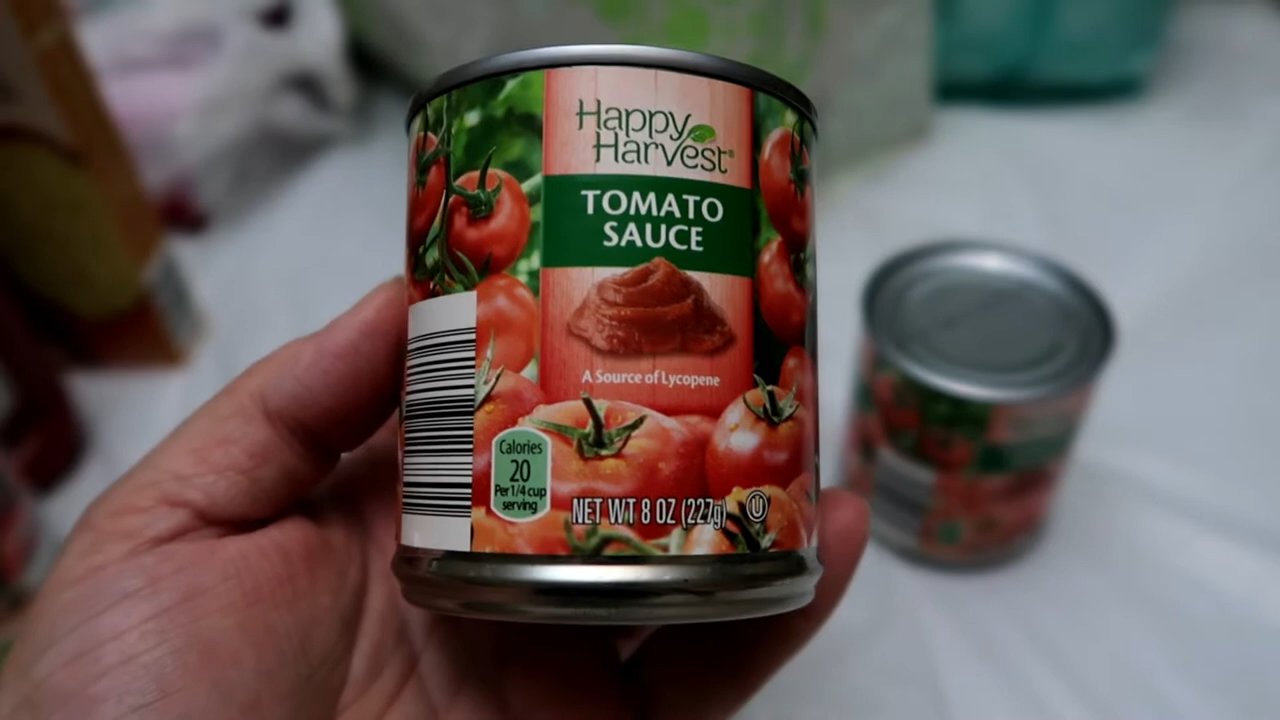 Happy
Harvest®
TOMATO
SAUCE
A Source of Lycopene
Calories
20
Per 1/4 cup
serving
NET WT 8 OZ (227g)
U